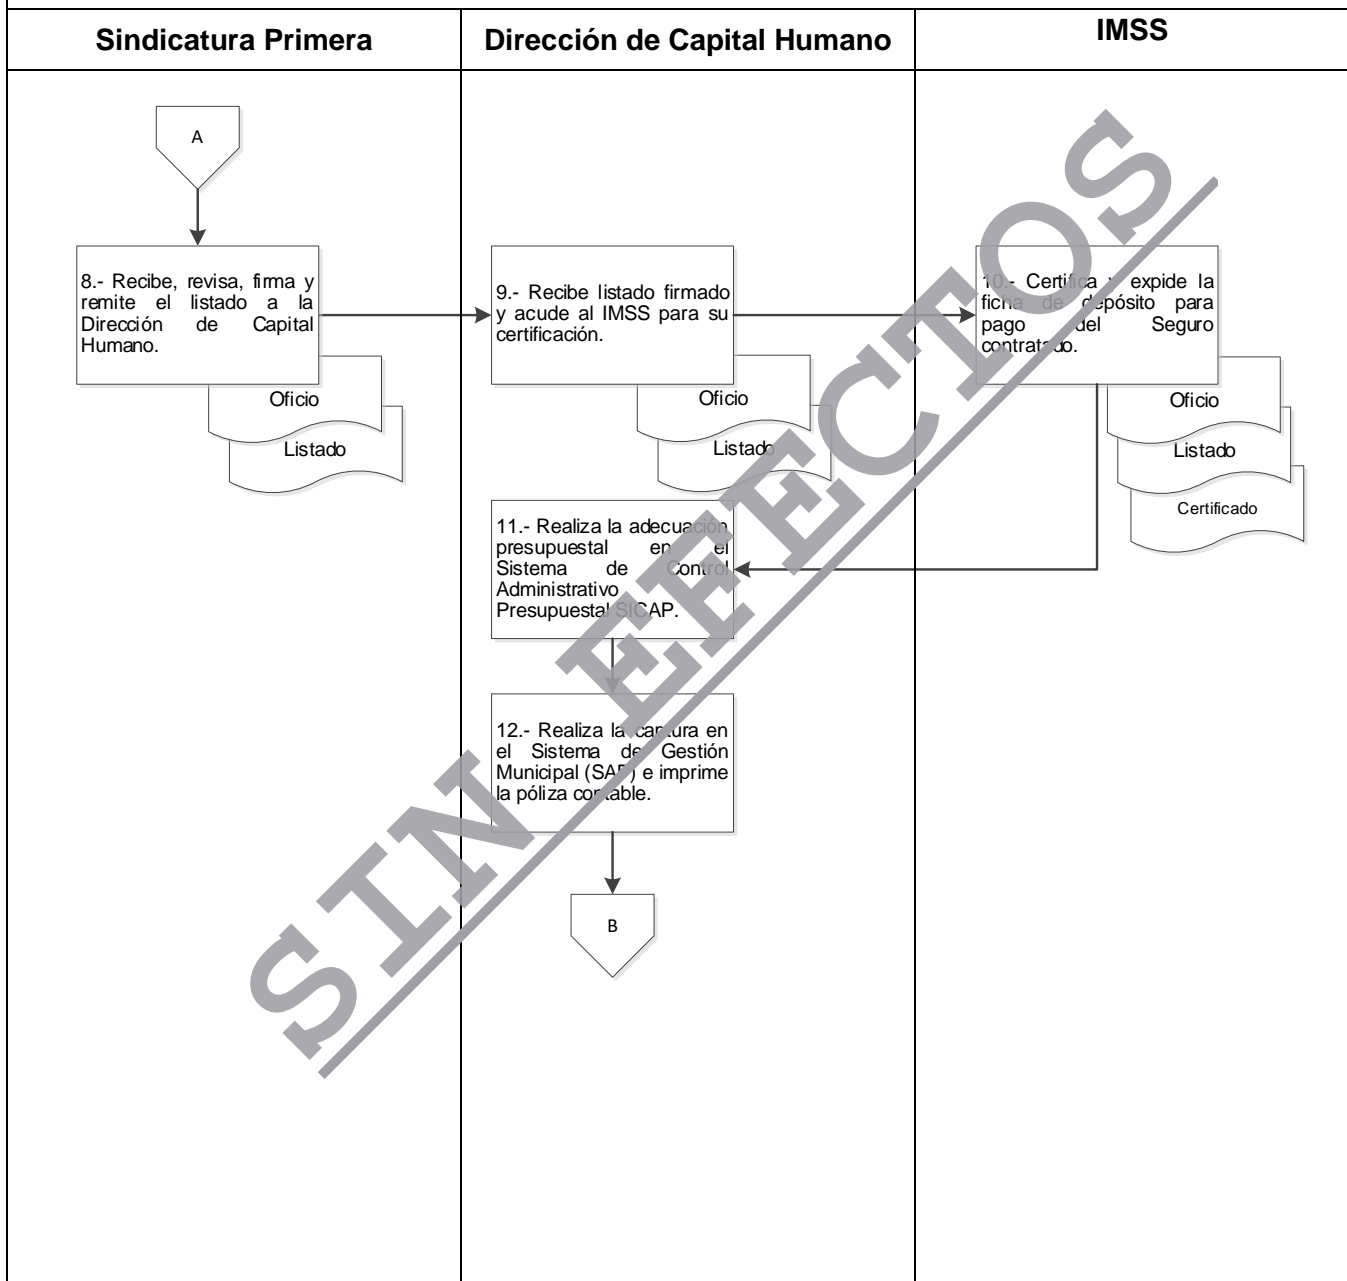 Sindicatura Primera
Dirección de Capital Humano
IMSS
A
8.- Recibe, revisa, firma y
remite el listado a la
Dirección de Capital
Humano.
Oficio
Listado
9.- Recibe listado firmado
y acude al IMSS para su
certificación.
Oficio
Listado
10.- Certifica y expide la
ficha de depósito para
pago del Seguro
contratado.
Oficio
Listado
Certificado
11.- Realiza la adecuación
presupuestal en el
Sistema de Control
Administrativo
Presupuestal SICAP.
12.- Realiza la captura en
el Sistema de Gestión
Municipal (SAP) e imprime
la póliza contable.
B
SIN EFECTOS